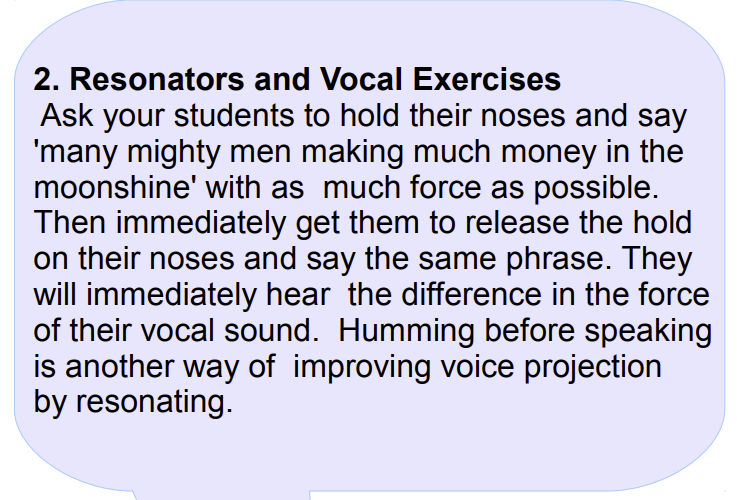 2. Resonators and Vocal Exercises
Ask your students to hold their noses and say
'many mighty men making much money in the
moonshine' with as  much force as possible.
Then immediately get them to release the hold
on their noses and say the same phrase. They
will immediately hear  the difference in the force
of their vocal sound.  Humming before speaking
is another way of  improving voice projection
by resonating.